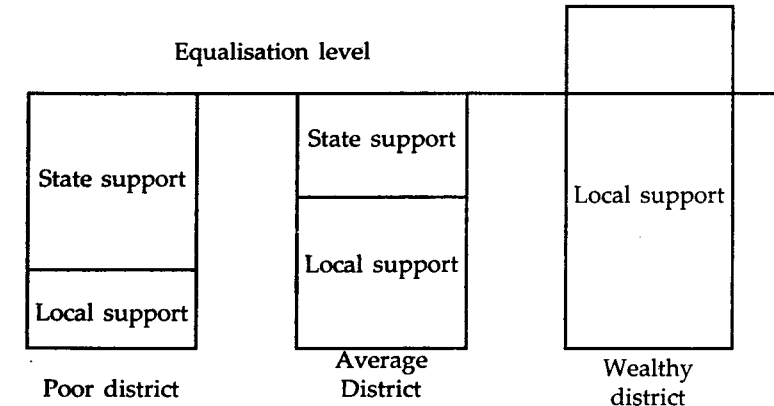 Equalisation level
State support
Local support
Poor district
State support
Local support
Average
District
Local support
Wealthy
district